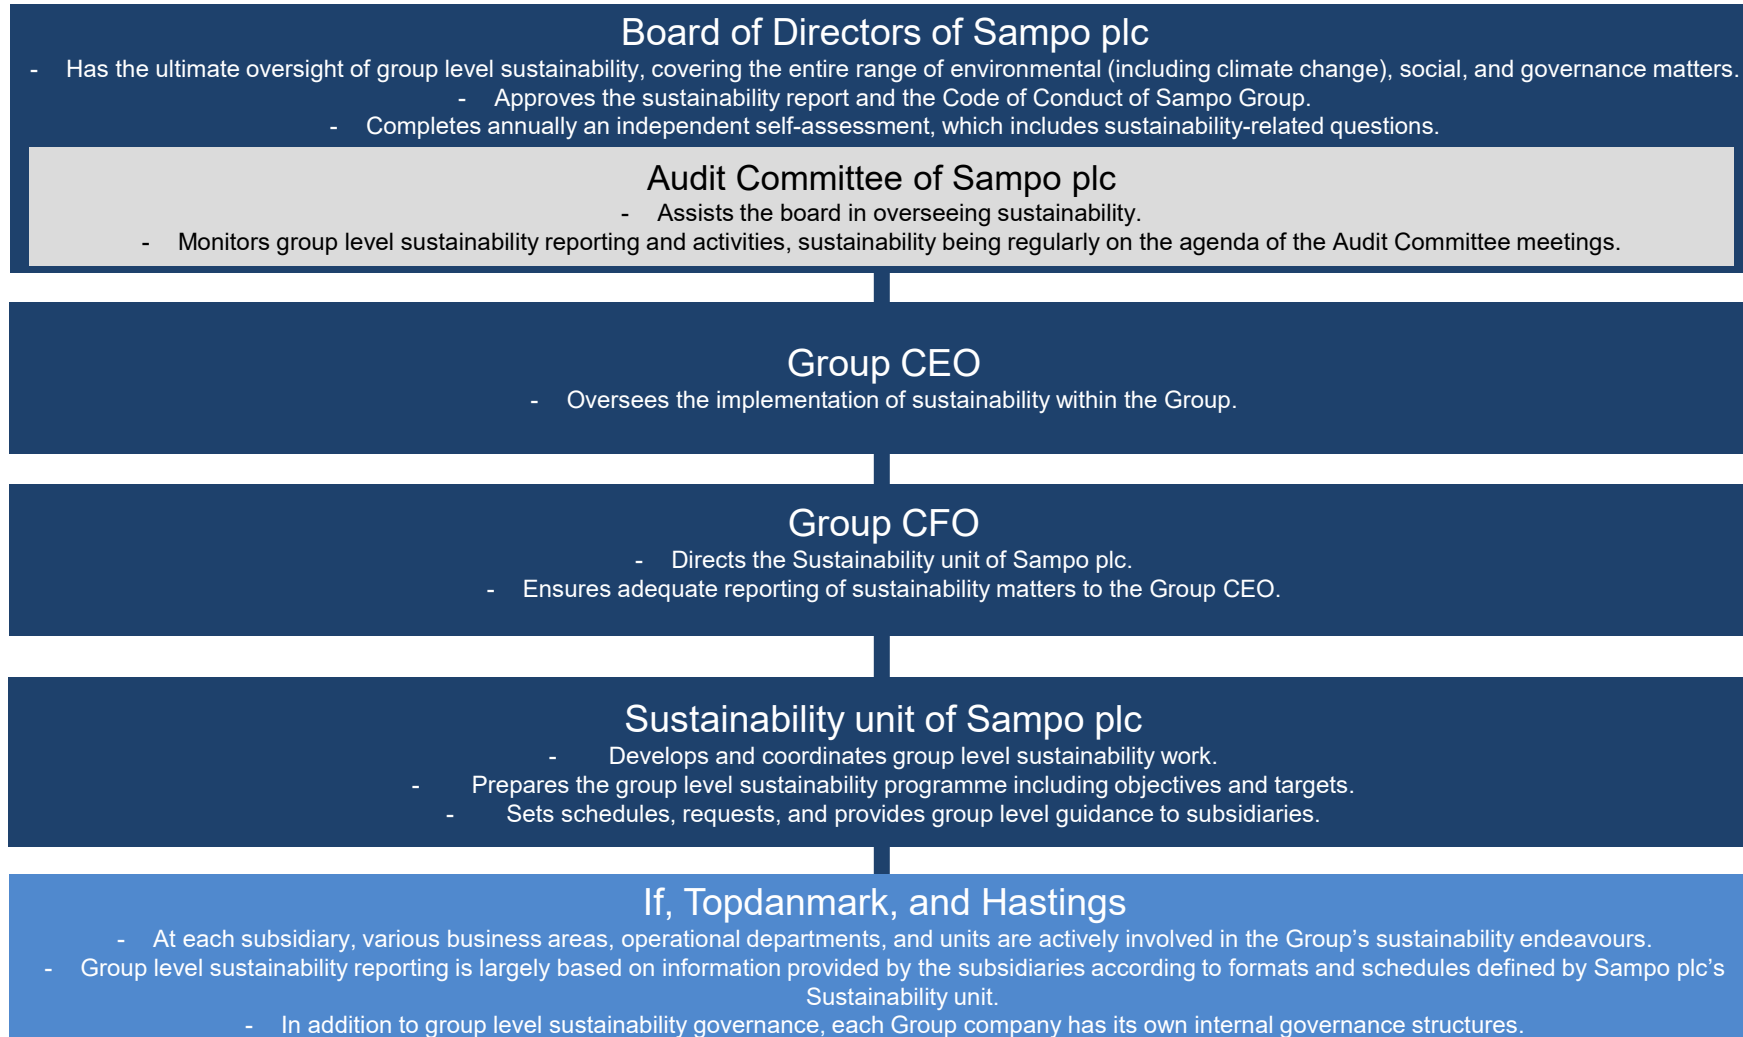 Board of Directors of Sampo plc
- Has the ultimate oversight of group level sustainability, covering the entire range of environmental (including climate change), social, and governance matters.
- Approves the sustainability report and the Code of Conduct of Sampo Group.
- Completes annually an independent self-assessment, which includes sustainability-related questions.
Audit Committee of Sampo plc
- Assists the board in overseeing sustainability.
- Monitors group level sustainability reporting and activities, sustainability being regularly on the agenda of the Audit Committee meetings.
Group CEO
- Oversees the implementation of sustainability within the Group.
Group CFO
- Directs the Sustainability unit of Sampo plc.
- Ensures adequate reporting of sustainability matters to the Group CEO.
Sustainability unit of Sampo plc
- Develops and coordinates group level sustainability work.
- Prepares the group level sustainability programme including objectives and targets.
- Sets schedules, requests, and provides group level guidance to subsidiaries.
If, Topdanmark, and Hastings
- At each subsidiary, various business areas, operational departments, and units are actively involved in the Group’s sustainability endeavours.
- Group level sustainability reporting is largely based on information provided by the subsidiaries according to formats and schedules defined by Sampo plc’s
Sustainability unit.
- In addition to group level sustainability governance, each Group company has its own internal governance structures.